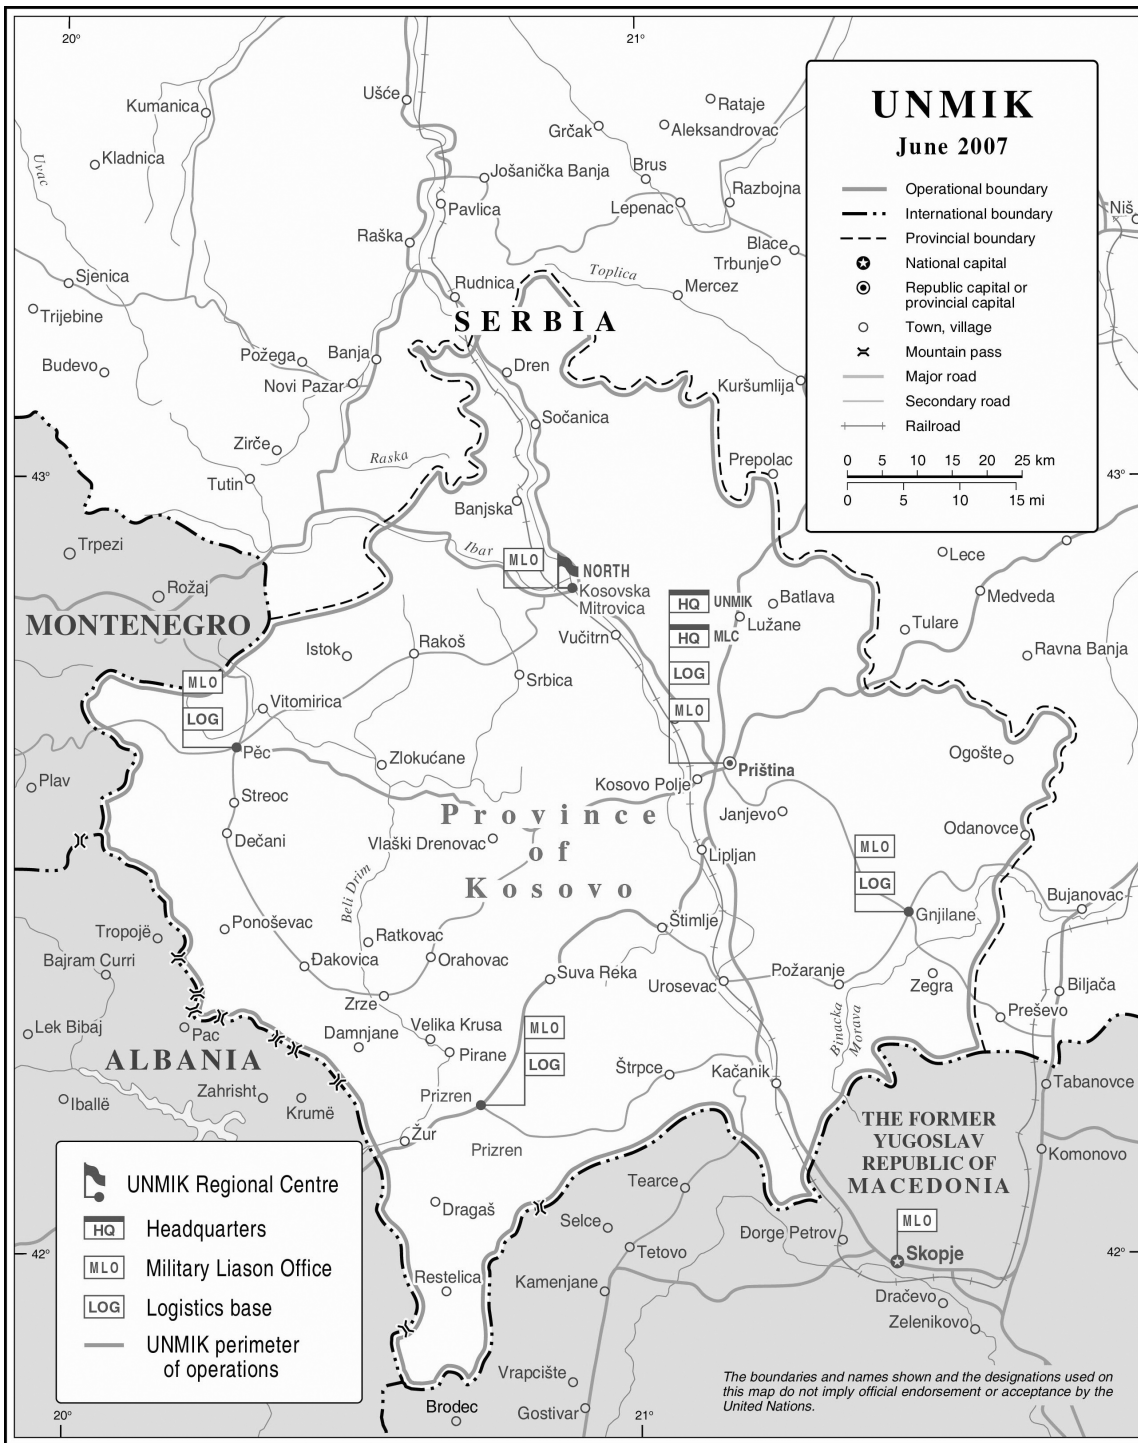 20°
21°
UNMIK
June 2007
Operational boundary
International boundary
Provincial boundary
National capital
Republic capital or
provincial capital
Town, village
Mountain pass
Major road
Secondary road
Railroad
0 5 10 15 20 25 km
0 5 10 15 mi
Kumanica
Ušće
Rataje
Grčak
Aleksandrovac
Kladnica
Uvac
Jošanička Banja
Brus
Razbojna
Pavlica
Lepenac
Niš
Raška
Blace
Trbunje
Sjenica
Rudnica
Toplica
Mercez
Trijebine
SERBIA
Požega
Banja
Budevo
Dren
Novi Pazar
Kuršumlija
Sočanica
Zirče
Raska
Prepolac
43°
43°
Tutin
Banjska
Trpezi
Ibar
MLO
NORTH
Lece
Rožaj
Kosovska
Mitrovica
HQ
UNMIK
Batlava
Medveda
MONTENEGRO
HQ
MLC
Lužane
Tulare
Vučitrn
Rakoš
Istok
Ravna Banja
LOG
MLO
Srbica
MLO
Vitomirica
LOG
Pěc
Zlokućane
Ogošte
Priština
Plav
Kosovo Polje
Streoc
Janjevo
Province
of
Kosovo
Odanovce
Dečani
Vlaški Drenovac
MLO
Lipljan
LOG
Beli Drim
Bujanovac
Gnjilane
Ponoševac
Štimlje
Tropojë
Ratkovac
Bajram Curri
Đakovica
Orahovac
Suva Reka
Požaranje
Urosevac
Zegra
Biljača
Zrze
Preševo
Lek Bibaj
Pac
Damnjane
Velika Krusa
MLO
Binacka
Morava
Pirane
ALBANIA
LOG
Štrpce
Kačanik
Tabanovce
Iballë
Zahrisht
Krumë
Prizren
THE FORMER
YUGOSLAV
REPUBLIC OF
MACEDONIA
Žur
Prizren
Komonovo
UNMIK Regional Centre
HQ
Headquarters
MLO
Military Liason Office
LOG
Logistics base
UNMIK perimeter
of operations
Tearce
Dragaš
Selce
Đorge Petrov
MLO
42°
42°
Tetovo
Skopje
Restelica
Kamenjane
Dračevo
Zelenikovo
Vrapcište
Brodec
Gostivar
The boundaries and names shown and the designations used on
this map do not imply official endorsement or acceptance by the
United Nations.
20°
21°